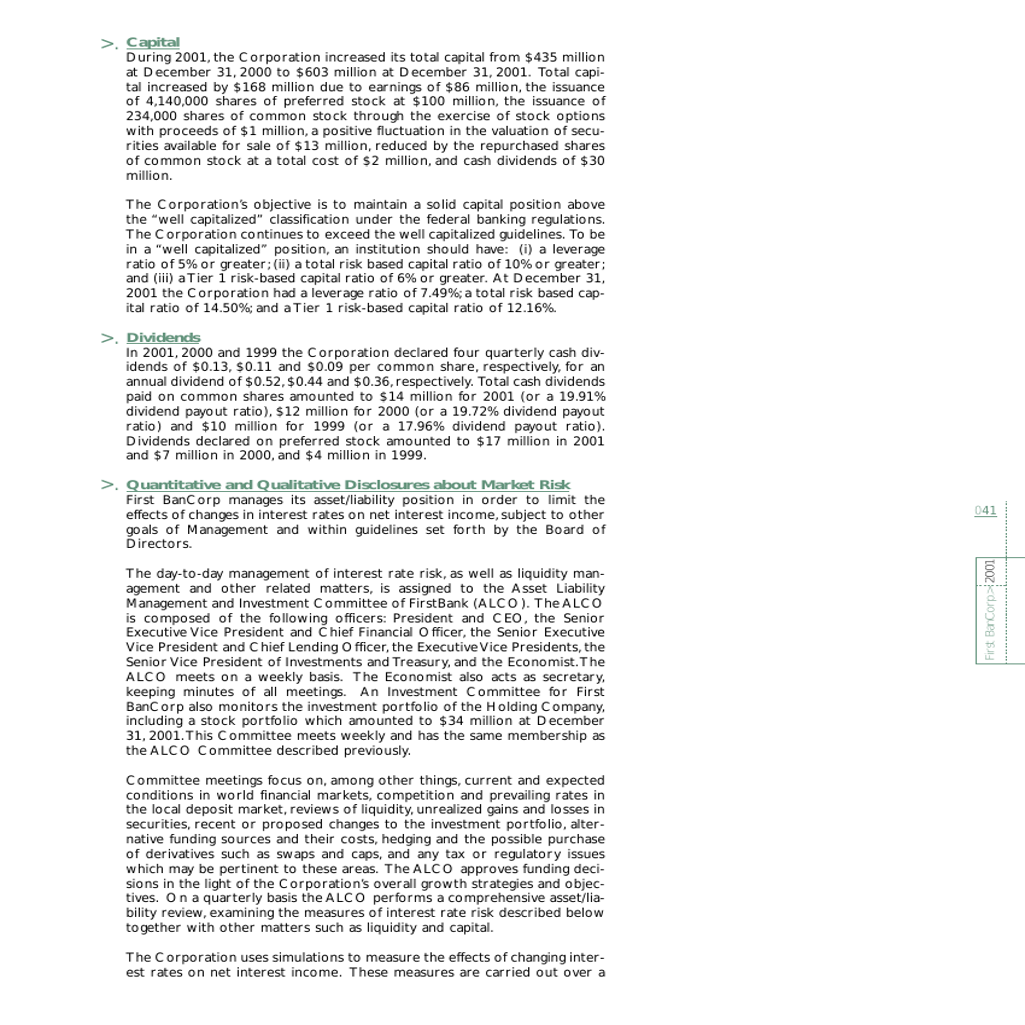 >. Capital
During 2001, the Corporation increased its total capital from $435 million
at December 31, 2000 to $603 million at December 31, 2001. Total capi-
tal increased by $168 million due to earnings of $86 million, the issuance
of 4,140,000 shares of preferred stock at $100 million, the issuance of
234,000 shares of common stock through the exercise of stock options
with proceeds of $1 million, a positive fluctuation in the valuation of secu-
rities available for sale of $13 million, reduced by the repurchased shares
of common stock at a total cost of $2 million, and cash dividends of $30
million.
The Corporation's objective is to maintain a solid capital position above
the “well capitalized” classification under the federal banking regulations.
The Corporation continues to exceed the well capitalized guidelines. To be
in a “well capitalized” position, an institution should have: (i) a leverage
ratio of 5% or greater; (ii) a total risk based capital ratio of 10% or greater;
and (iii) a Tier 1 risk-based capital ratio of 6% or greater. At December 31,
2001 the Corporation had a leverage ratio of 7.49%; a total risk based cap-
ital ratio of 14.50%; and a Tier 1 risk-based capital ratio of 12.16%.
>. Dividends
In 2001, 2000 and 1999 the Corporation declared four quarterly cash div-
idends of $0.13, $0.11 and $0.09 per common share, respectively, for an
annual dividend of $0.52, $0.44 and $0.36, respectively. Total cash dividends
paid on common shares amounted to $14 million for 2001 (or a 19.91%
dividend payout ratio), $12 million for 2000 (or a 19.72% dividend payout
ratio) and $10 million for 1999 (or a 17.96% dividend payout ratio).
Dividends declared on preferred stock amounted to $17 million in 2001
and $7 million in 2000, and $4 million in 1999.
>. Quantitative and Qualitative Disclosures about Market Risk
First BanCorp manages its asset/liability position in order to limit the
effects of changes in interest rates on net interest income, subject to other
goals of Management and within guidelines set forth by the Board of
Directors.
The day-to-day management of interest rate risk, as well as liquidity man-
agement and other related matters, is assigned to the Asset Liability
Management and Investment Committee of FirstBank (ALCO). The ALCO
is composed of the following officers: President and CEO, the Senior
Executive Vice President and Chief Financial Officer, the Senior Executive
Vice President and Chief Lending Officer, the Executive Vice Presidents, the
Senior Vice President of Investments and Treasury, and the Economist. The
ALCO meets on a weekly basis. The Economist also acts as secretary,
keeping minutes of all meetings. An Investment Committee for First
BanCorp also monitors the investment portfolio of the Holding Company,
including a stock portfolio which amounted to $34 million at December
31, 2001. This Committee meets weekly and has the same membership as
the ALCO Committee described previously.
Committee meetings focus on, among other things, current and expected
conditions in world financial markets, competition and prevailing rates in
the local deposit market, reviews of liquidity, unrealized gains and losses in
securities, recent or proposed changes to the investment portfolio, alter-
native funding sources and their costs, hedging and the possible purchase
of derivatives such as swaps and caps, and any tax or regulatory issues
which may be pertinent to these areas. The ALCO approves funding deci-
sions in the light of the Corporation's overall growth strategies and objec-
tives. On a quarterly basis the ALCO performs a comprehensive asset/lia-
bility review, examining the measures of interest rate risk described below
together with other matters such as liquidity and capital.
The Corporation uses simulations to measure the effects of changing inter-
est rates on net interest income. These measures are carried out over a
041
First BanCorp.>2001